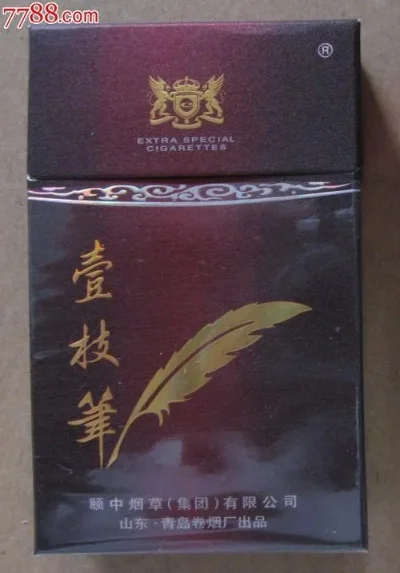 7788.com
®
EXTRA SPECIAL
CIGARETTES
壹枝筆
颐中烟草(集团)有限公司
山东·青岛卷烟厂出品